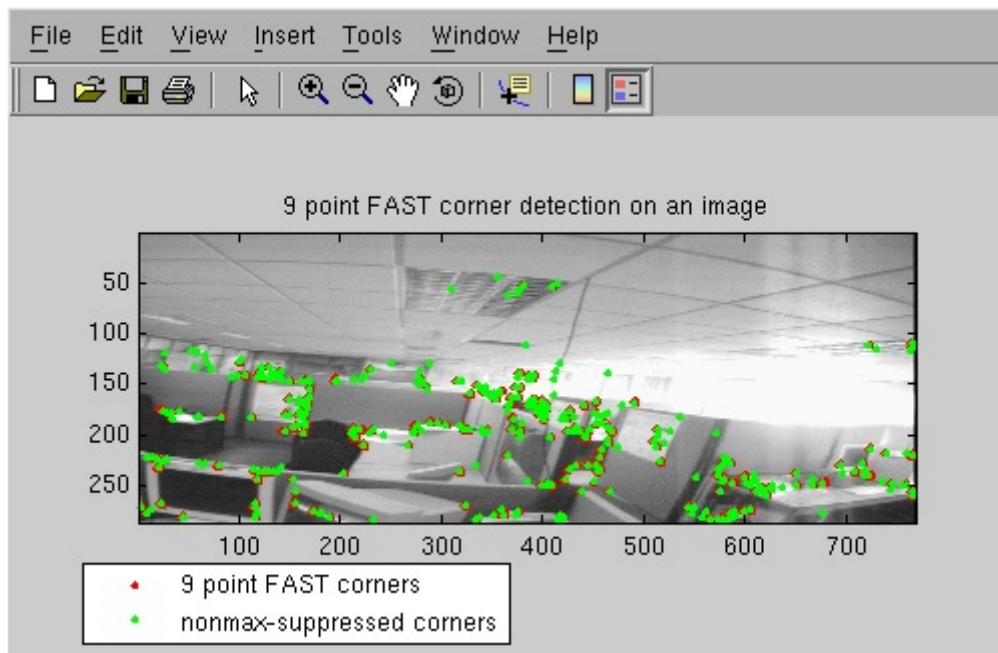 File Edit View Insert Tools Window Help
9 point FAST corner detection on an image
50
100
150
200
250
100 200 300 400 500 600 700
9 point FAST corners
nonmax-suppressed corners